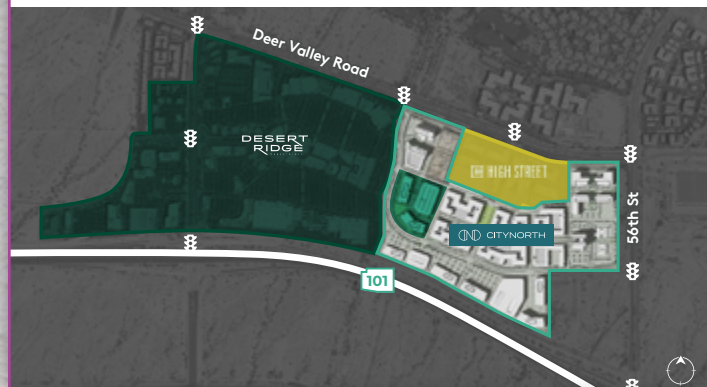 Deer Valley Road
DESERT
RIDGE
HIGH STREET
CITYNORTH
56th St
101